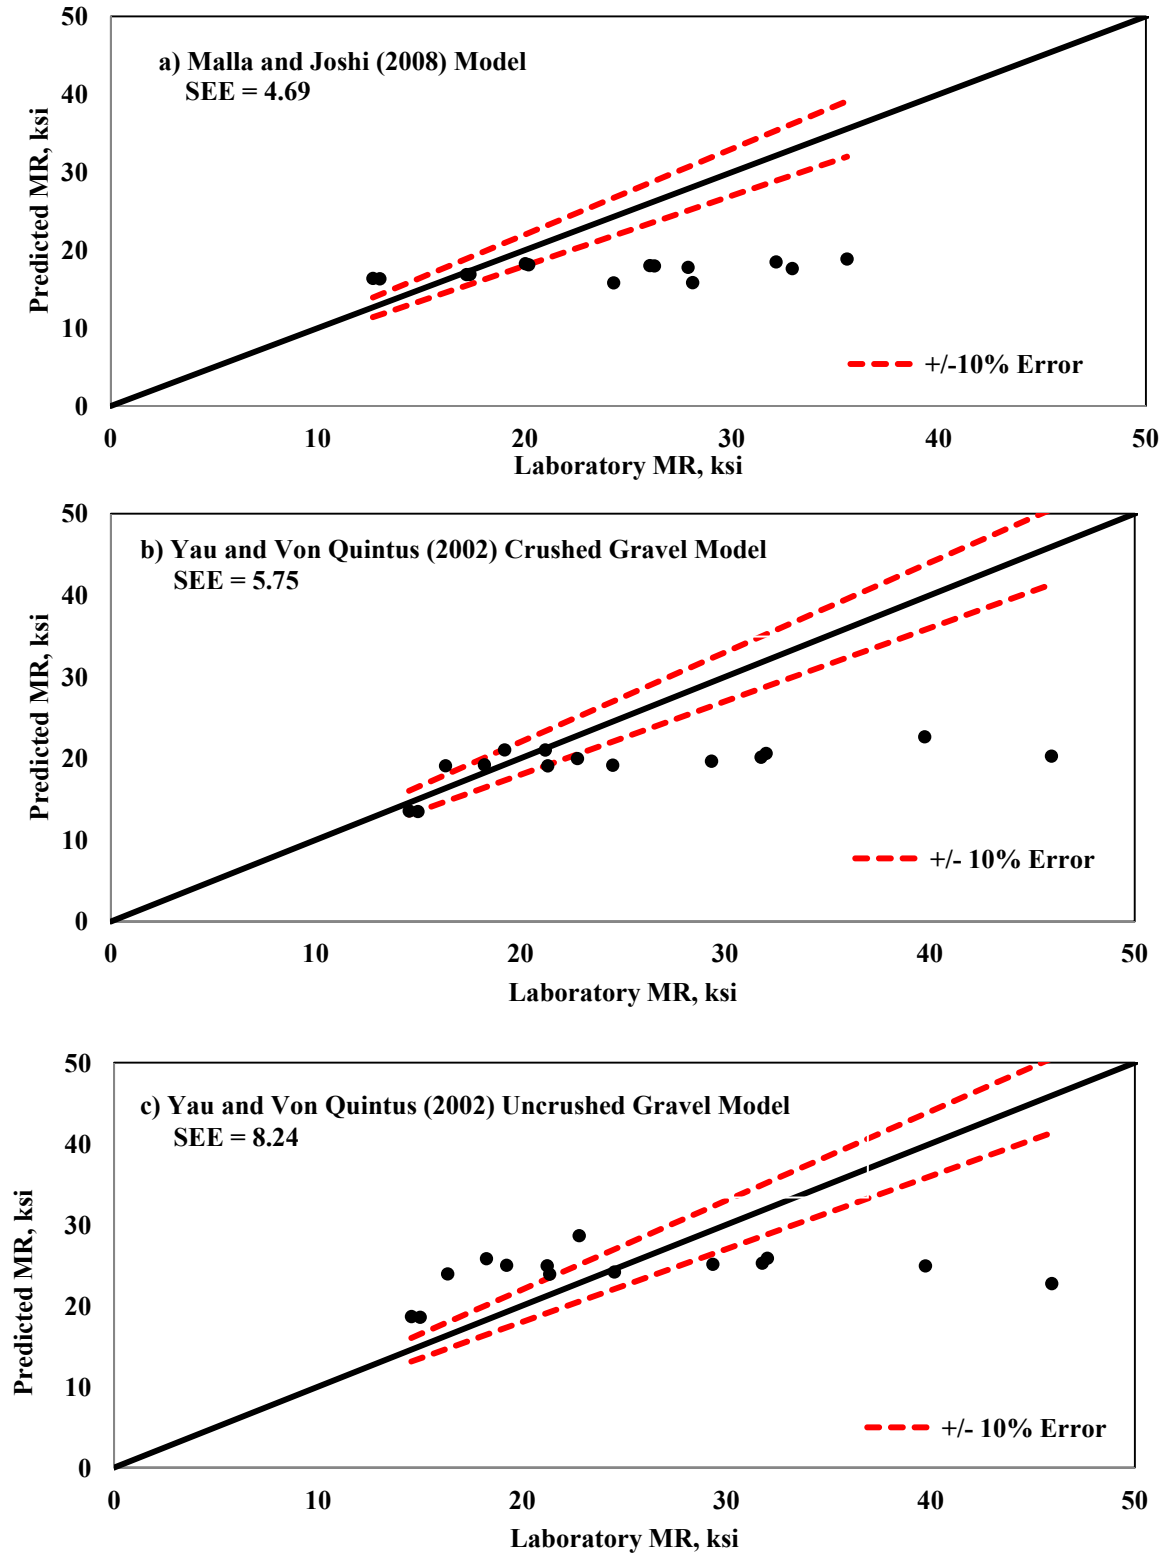 50
a) Malla and Joshi (2008) Model
SEE = 4.69
40
30
20
10
0
Predicted MR, ksi
+/-10% Error
0 10 20 30 40 50
Laboratory MR, ksi
50
b) Yau and Von Quintus (2002) Crushed Gravel Model
SEE = 5.75
40
30
20
10
0
Predicted MR, ksi
+/- 10% Error
0 10 20 30 40 50
Laboratory MR, ksi
50
c) Yau and Von Quintus (2002) Uncrushed Gravel Model
SEE = 8.24
40
30
20
10
0
Predicted MR, ksi
+/- 10% Error
0 10 20 30 40 50
Laboratory MR, ksi